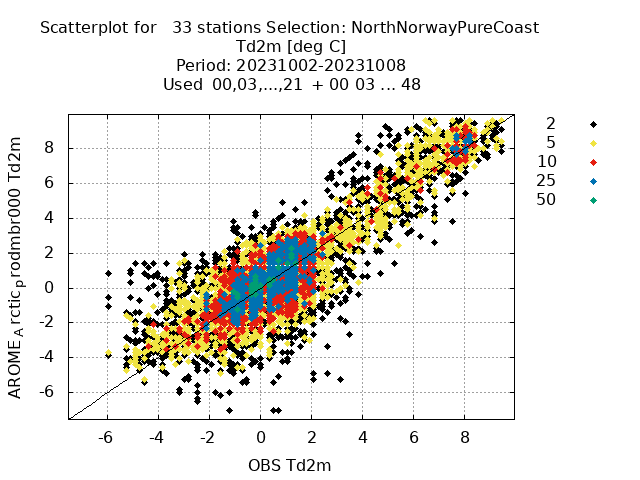 Scatterplot for   33 stations Selection: NorthNorwayPureCoast
Td2m [deg C]
Period: 20231002-20231008
Used  00,03,...,21  + 00 03 ... 48
2
5
10
25
50
8
6
4
2
0
-2
-4
-6
AROME_Arctic_prodmbr000  Td2m
-6 -4 -2 0 2 4 6 8
OBS Td2m